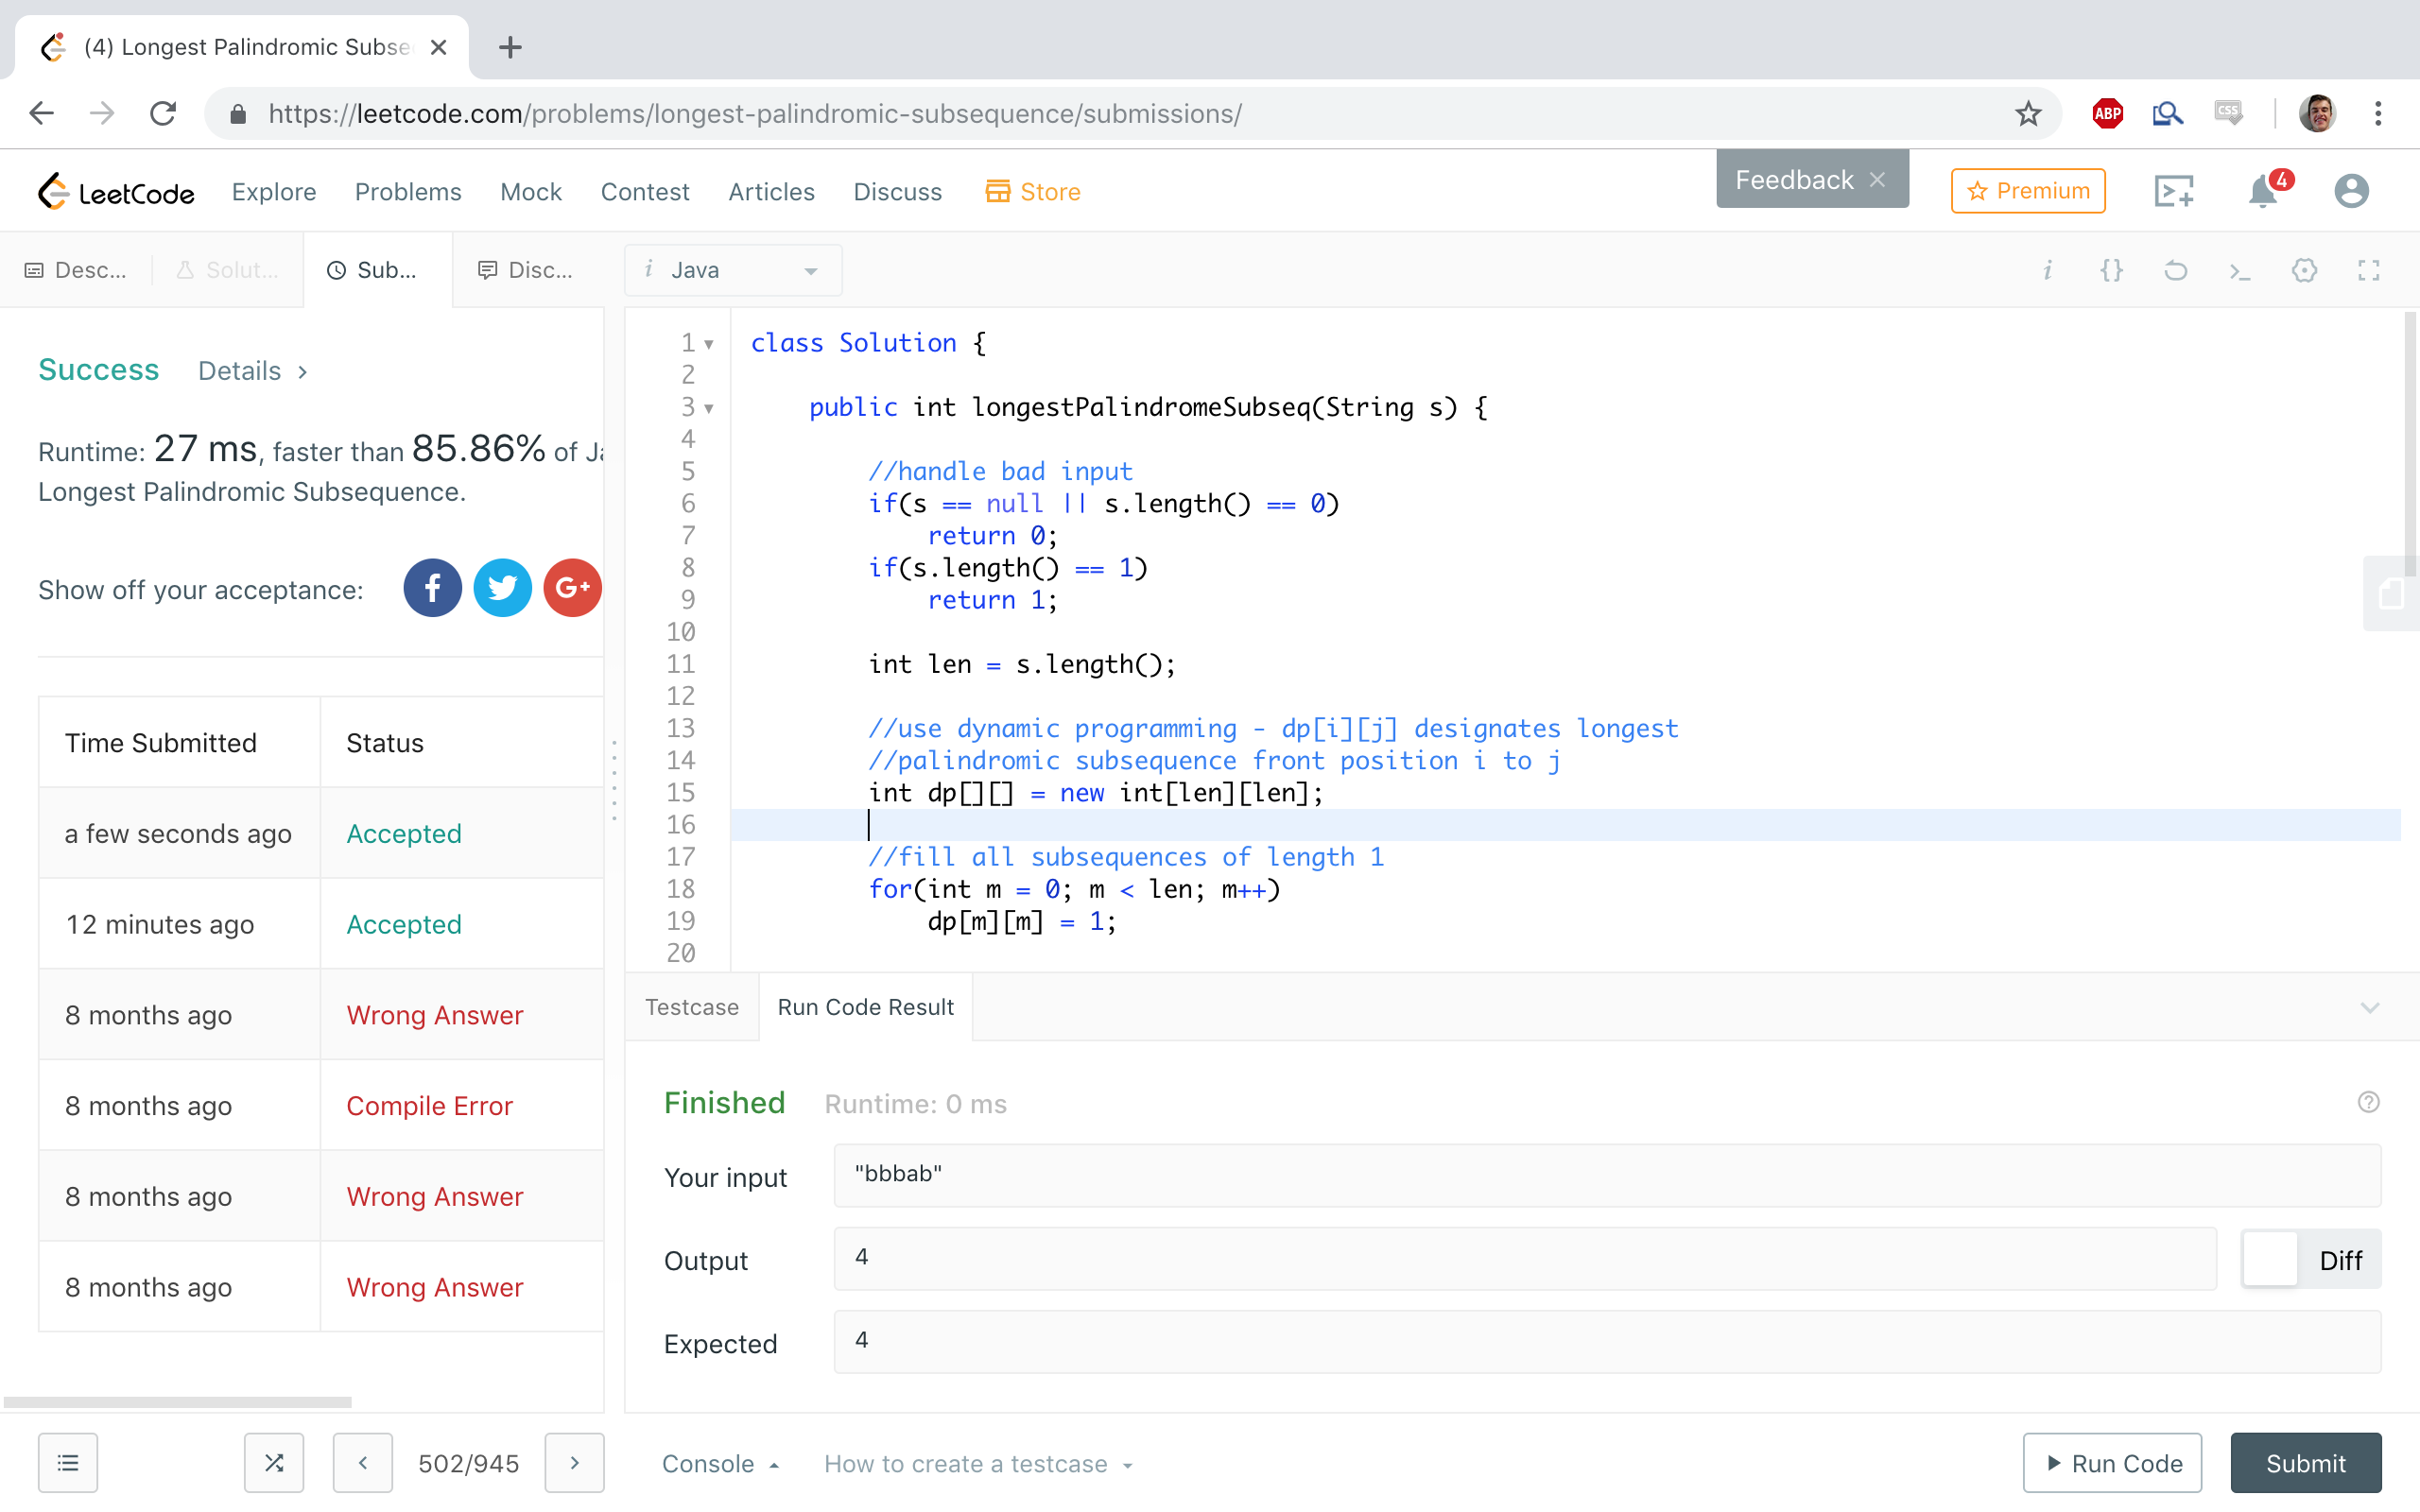 (4) Longest Palindromic Subse
https://leetcode.com/problems/longest-palindromic-subsequence/submissions/
ABP
CSS
LeetCode Explore Problems Mock Contest Articles Discuss Store
Feedback
Premium
4
Desc... Solut... Sub... Disc...
i Java
i {} >_
Success Details >
Runtime: 27 ms, faster than 85.86% of Ja
Longest Palindromic Subsequence.
Show off your acceptance:
f G+
Time Submitted Status
a few seconds ago Accepted
12 minutes ago Accepted
8 months ago Wrong Answer
8 months ago Compile Error
8 months ago Wrong Answer
8 months ago Wrong Answer
502/945
1 class Solution {
2
3 public int longestPalindromeSubseq(String s) {
4
5 //handle bad input
6 if(s == null || s.length() == 0)
7 return 0;
8 if(s.length() == 1)
9 return 1;
10
11 int len = s.length();
12
13 //use dynamic programming - dp[i][j] designates longest
14 //palindromic subsequence front position i to j
15 int dp[][] = new int[len][len];
16
17 //fill all subsequences of length 1
18 for(int m = 0; m < len; m++)
19 dp[m][m] = 1;
20
Testcase Run Code Result
Finished Runtime: 0 ms
Your input "bbbab"
Output 4 Diff
Expected 4
Console How to create a testcase
Run Code Submit